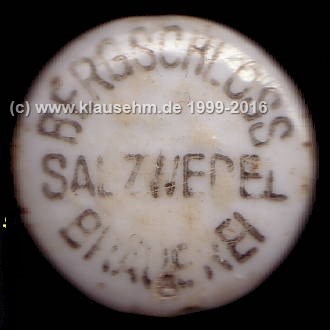 BERGSCHLOSS
(c) www.klausehm.de 1999-2016
SALZWEDEL
BRAUEREI